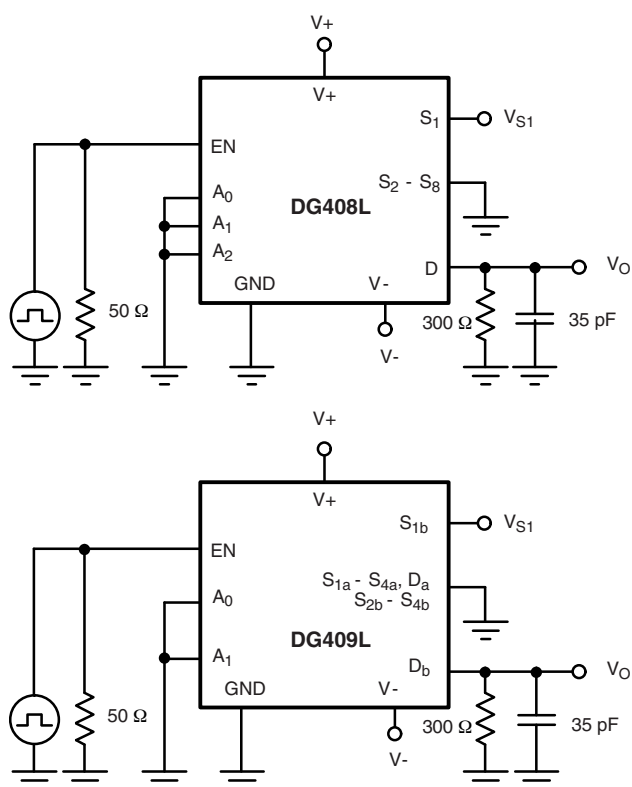 V+
V+
S1
VS1
EN
S2 - S8
A0
DG408L
A1
A2
D
VO
GND
V-
50 Ω
300 Ω
35 pF
V-
V+
V+
S1b
VS1
EN
S1a - S4a, Da
A0
S2b - S4b
DG409L
A1
Db
VO
GND
V-
50 Ω
300 Ω
35 pF
V-